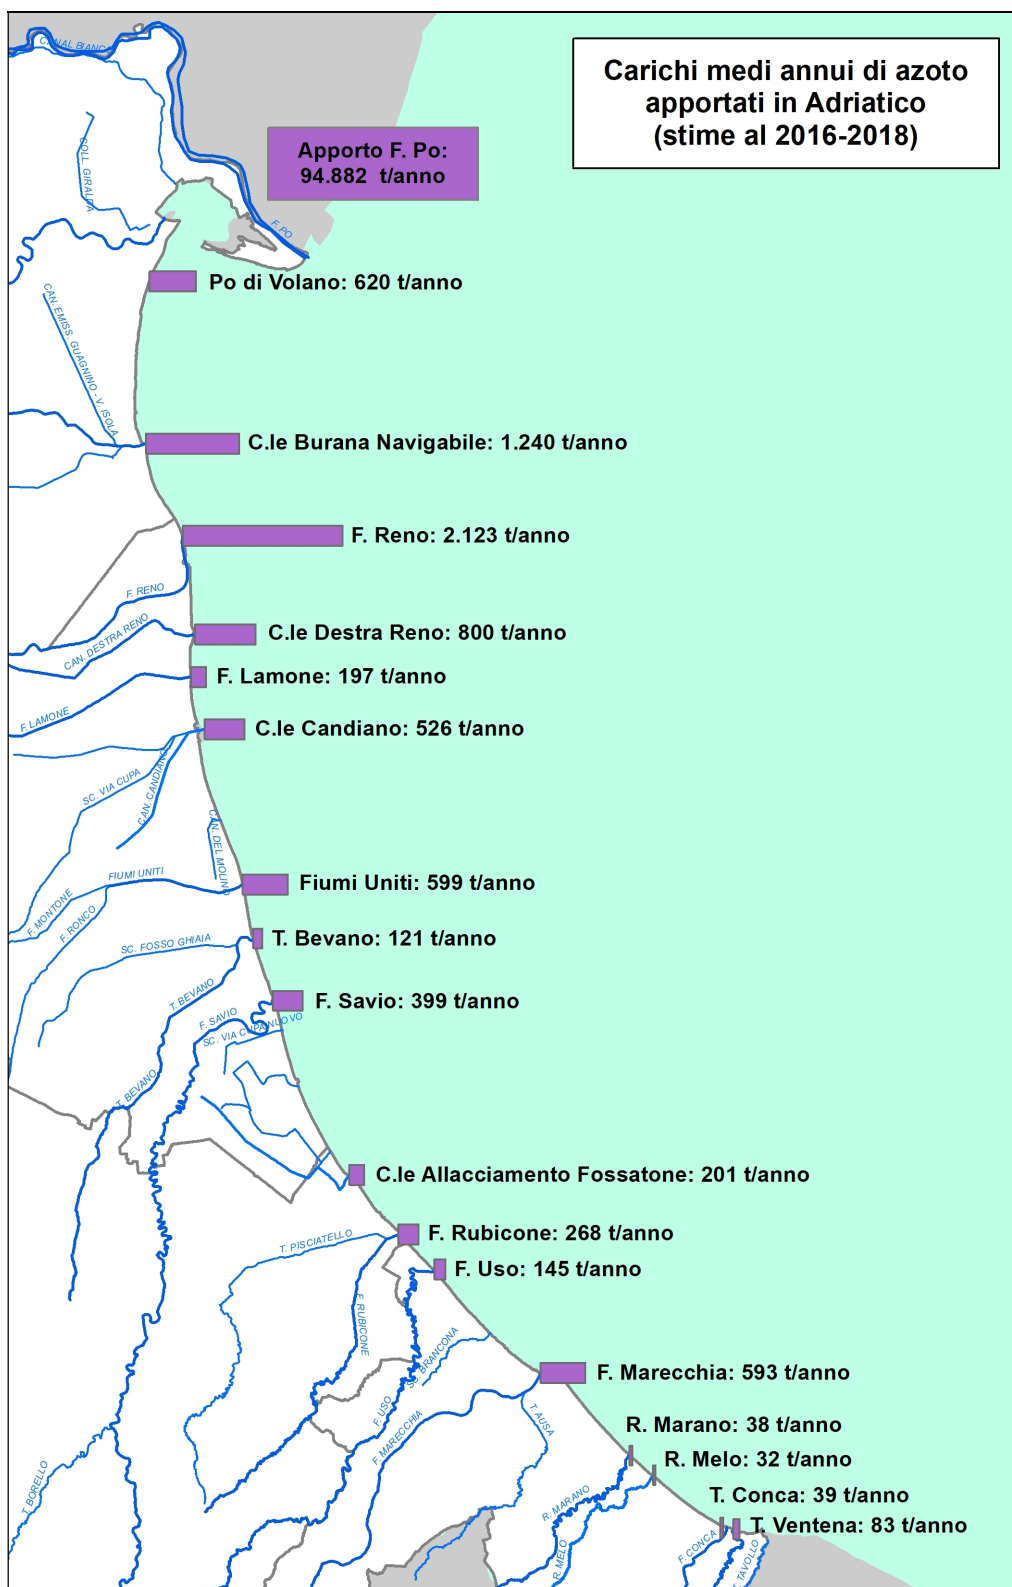 Carichi medi annui di azoto
apportati in Adriatico
(stime al 2016-2018)
CANAL BIANCO
COLL. GIRALDA
Apporto F. Po:
94.882 t/anno
F. PO
Po di Volano: 620 t/anno
CAN. EMISS. GUAGNINO - V. ISOLA
C.le Burana Navigabile: 1.240 t/anno
F. Reno: 2.123 t/anno
F. RENO
CAN. DESTRA RENO
C.le Destra Reno: 800 t/anno
F. Lamone: 197 t/anno
F. LAMONE
C.le Candiano: 526 t/anno
SC. VIA CUPA
CAN. CANDIANO
CAN. DEL MOLINO
FIUMI UNITI
Fiumi Uniti: 599 t/anno
F. MONTONE
F. RONCO
SC. FOSSO GHIAIA
T. Bevano: 121 t/anno
T. BEVANO
F. Savio: 399 t/anno
F. SAVIO
SC. VIA CUPA NUOVO
T. BEVANO
C.le Allacciamento Fossatone: 201 t/anno
F. Rubicone: 268 t/anno
T. PISCIATELLO
F. Uso: 145 t/anno
F. RUBICONE
SC. BRANCONA
F. Marecchia: 593 t/anno
F. USO
F. MARECCHIA
T. AUSA
R. Marano: 38 t/anno
R. Melo: 32 t/anno
T. BORELLO
R. MARANO
T. Conca: 39 t/anno
T. Ventena: 83 t/anno
R. MELO
F. CONCA
T. TAVOLLO